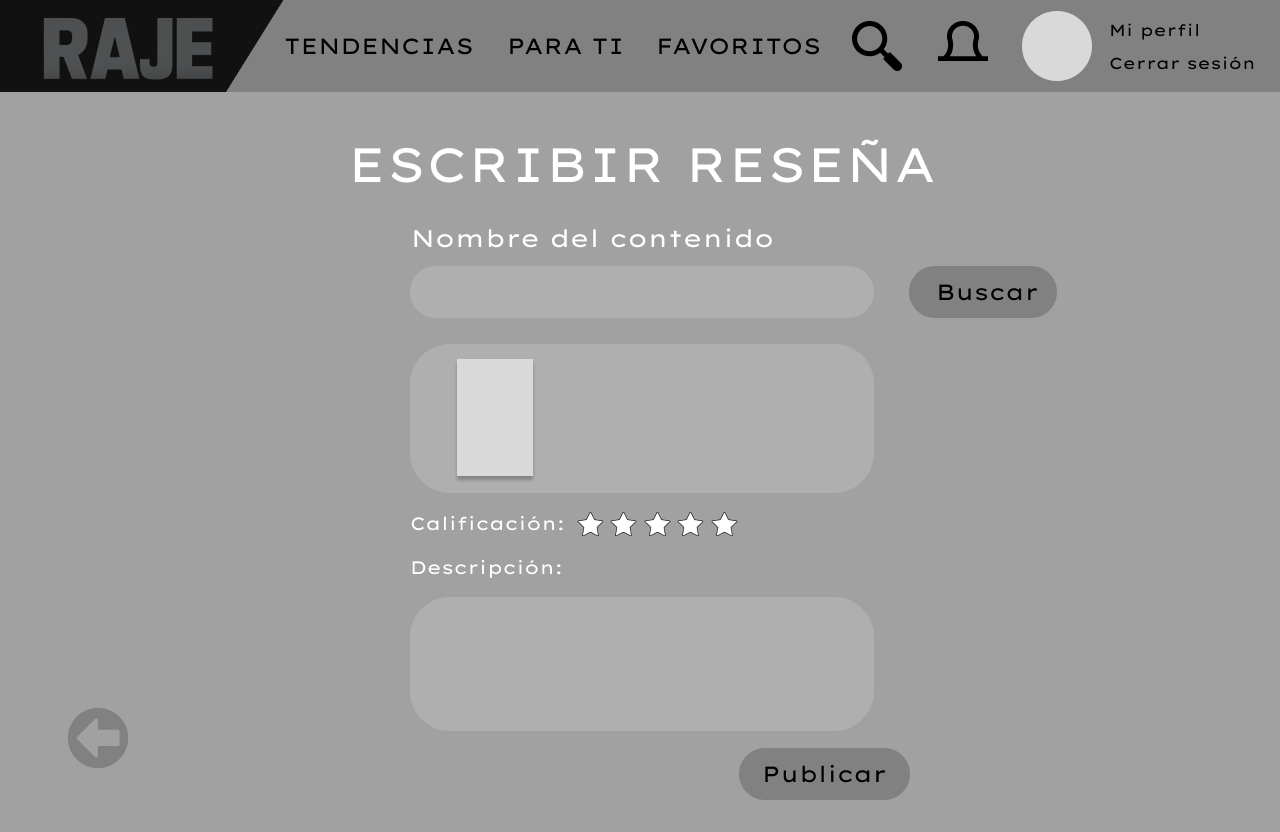 RAJE
TENDENCIAS PARA TI FAVORITOS
Mi perfil
Cerrar sesión
ESCRIBIR RESEÑA
Nombre del contenido
Buscar
Calificación:
Descripción:
Publicar